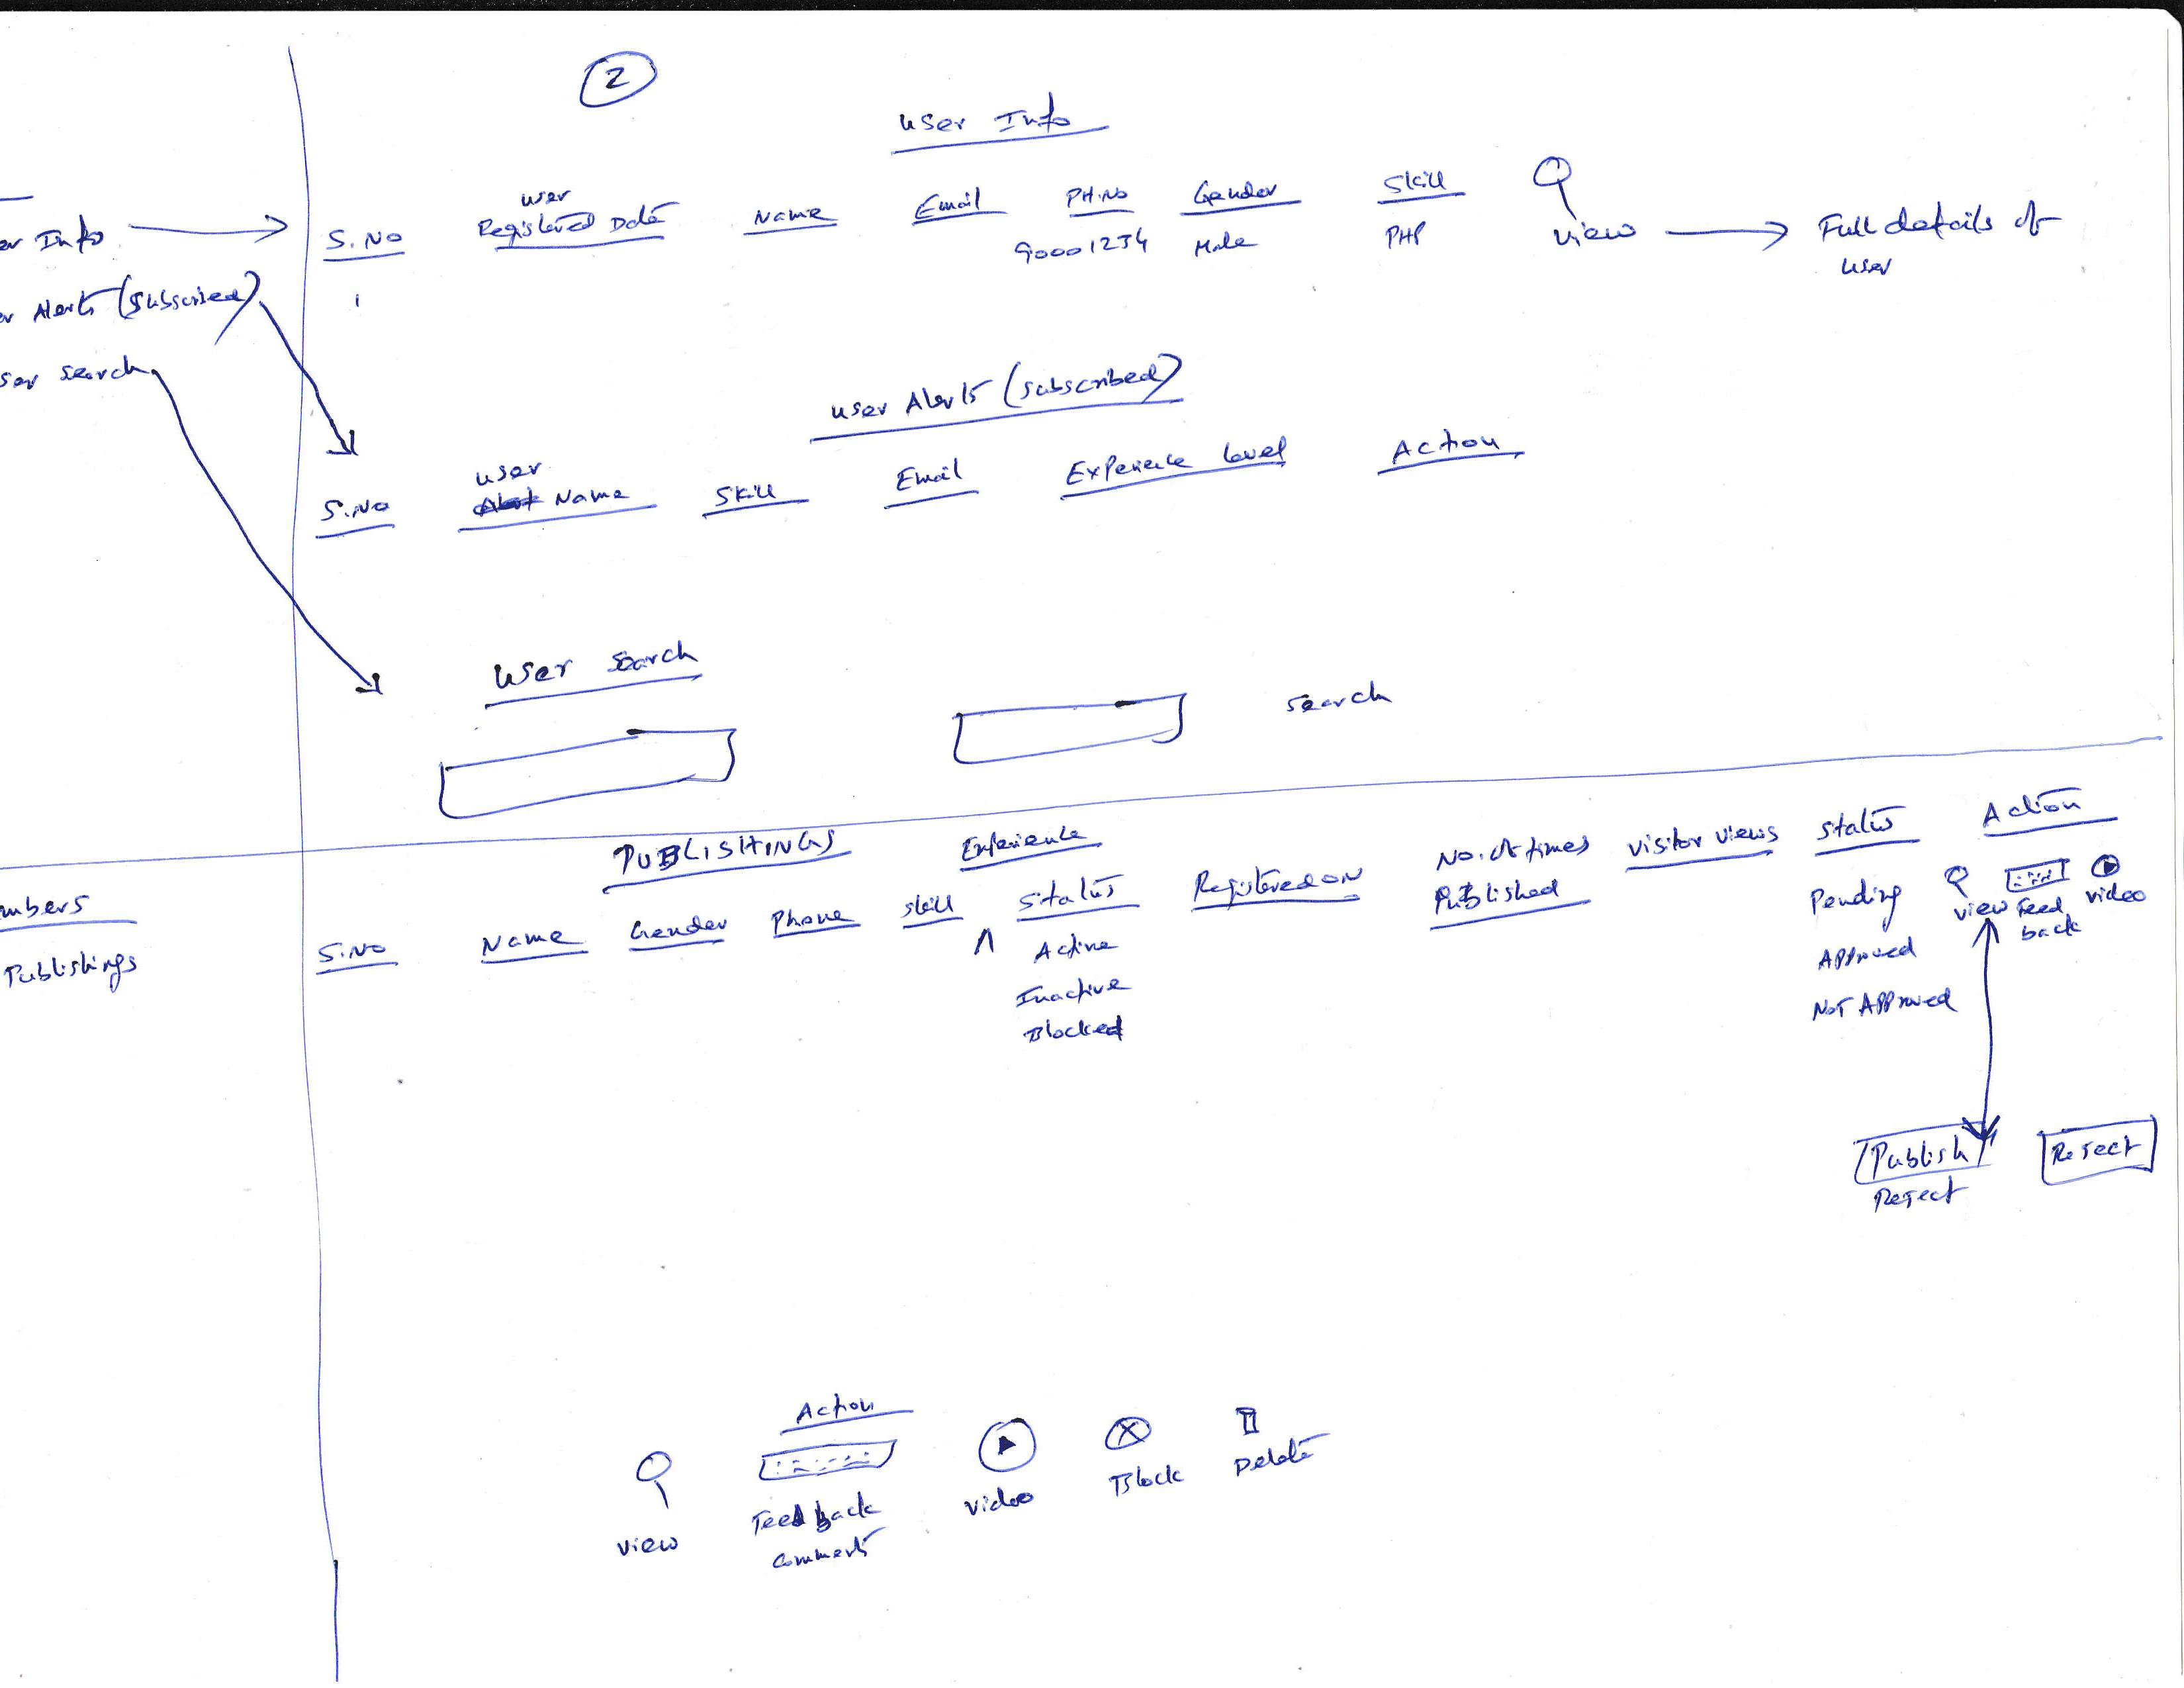 2
User Info
er Info
S.No
User
Registered Date
Name
Email
PH.No
Gender
Skill
90001234
Male
PHP
View
Full details of
user
1
er Alerts (Subscribed)
ser search
User Alerts (Subscribed)
S.No
User
Name
Skill
Email
Experience level
Action
User search
search
PUBLISHINGS
mbers
Publishings
S.No
Name
Gender
Phone
Skill
Experience
Status
Active
Inactive
Blocked
Registered ON
No. of times
Published
Visitor views
Status
Pending
Approved
Not Approved
Action
View
Feed
back
Video
Publish
Reject
Reject
Action
View
Feedback
Comments
Video
Block
Delete